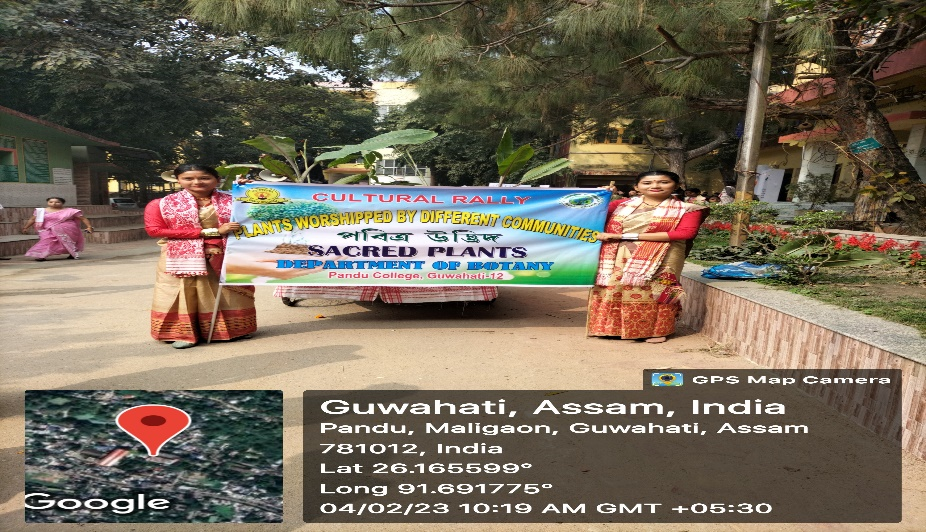 CULTURAL RALLY
PLANTS WORSHIPPED BY DIFFERENT COMMUNITIES
পবিত্ৰ উদ্ভিদ
SACRED PLANTS
DEPARTMENT OF BOTANY
Pandu College, Guwahati-12
GPS Map Camera
Guwahati, Assam, India
Pandu, Maligaon, Guwahati, Assam
781012, India
Lat 26.165599°
Long 91.691775°
04/02/23 10:19 AM GMT +05:30
Google